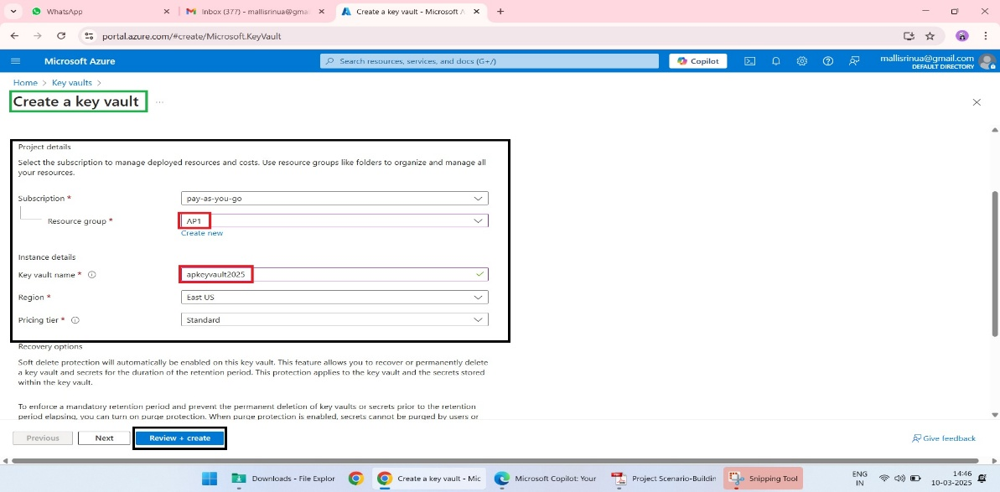 WhatsApp
Inbox (377) - mallisrinua@gmai
Create a key vault - Microsoft A
portal.azure.com/#create/Microsoft.KeyVault
Microsoft Azure
Search resources, services, and docs (G+/)
Copilot
mallisrinua@gmail.com
DEFAULT DIRECTORY
Home > Key vaults >
Create a key vault ...
Project details
Select the subscription to manage deployed resources and costs. Use resource groups like folders to organize and manage all
your resources.
Subscription * pay-as-you-go
Resource group * AP1
Create new
Instance details
Key vault name * apkeyvault2025
Region * East US
Pricing tier * Standard
Recovery options
Soft delete protection will automatically be enabled on this key vault. This feature allows you to recover or permanently delete
a key vault and secrets for the duration of the retention period. This protection applies to the key vault and the secrets stored
within the key vault.
To enforce a mandatory retention period and prevent the permanent deletion of key vaults or secrets prior to the retention
period elapsing, you can turn on purge protection. When purge protection is enabled, secrets cannot be purged by users or
Previous Next Review + create
Give feedback
Downloads - File Explor
Create a key vault - Mic
Microsoft Copilot: Your
Project Scenario-Buildin
Snipping Tool
ENG
IN
14:46
10-03-2025